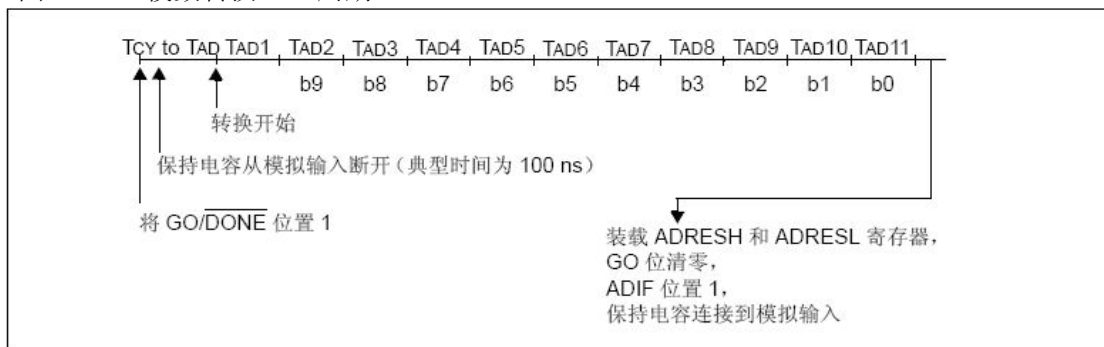 TCY to TAD TAD1 TAD2 TAD3 TAD4 TAD5 TAD6 TAD7 TAD8 TAD9 TAD10 TAD11
b9 b8 b7 b6 b5 b4 b3 b2 b1 b0
转换开始
保持电容从模拟输入断开（典型时间为 100 ns）
将 GO/DONE 位置 1
装载 ADRESH 和 ADRESL 寄存器，
GO 位清零，
ADIF 位置 1，
保持电容连接到模拟输入